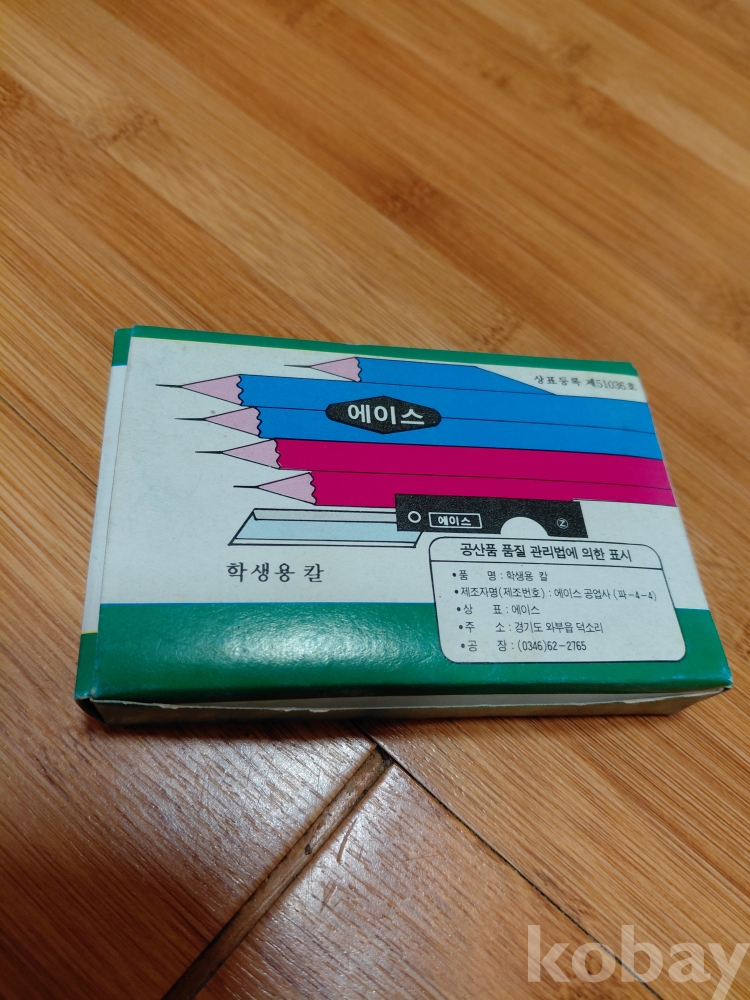 상표등록 제51036호
에이스
에이스
Z
학생용 칼
공산품 품질 관리법에 의한 표시
•품 명 : 학생용 칼
•제조자명(제조번호) : 에이스 공업사 (파-4-4)
•상 표 : 에이스
•주 소 : 경기도 와부읍 덕소리
•공 장 : (0346)62-2765
kobay